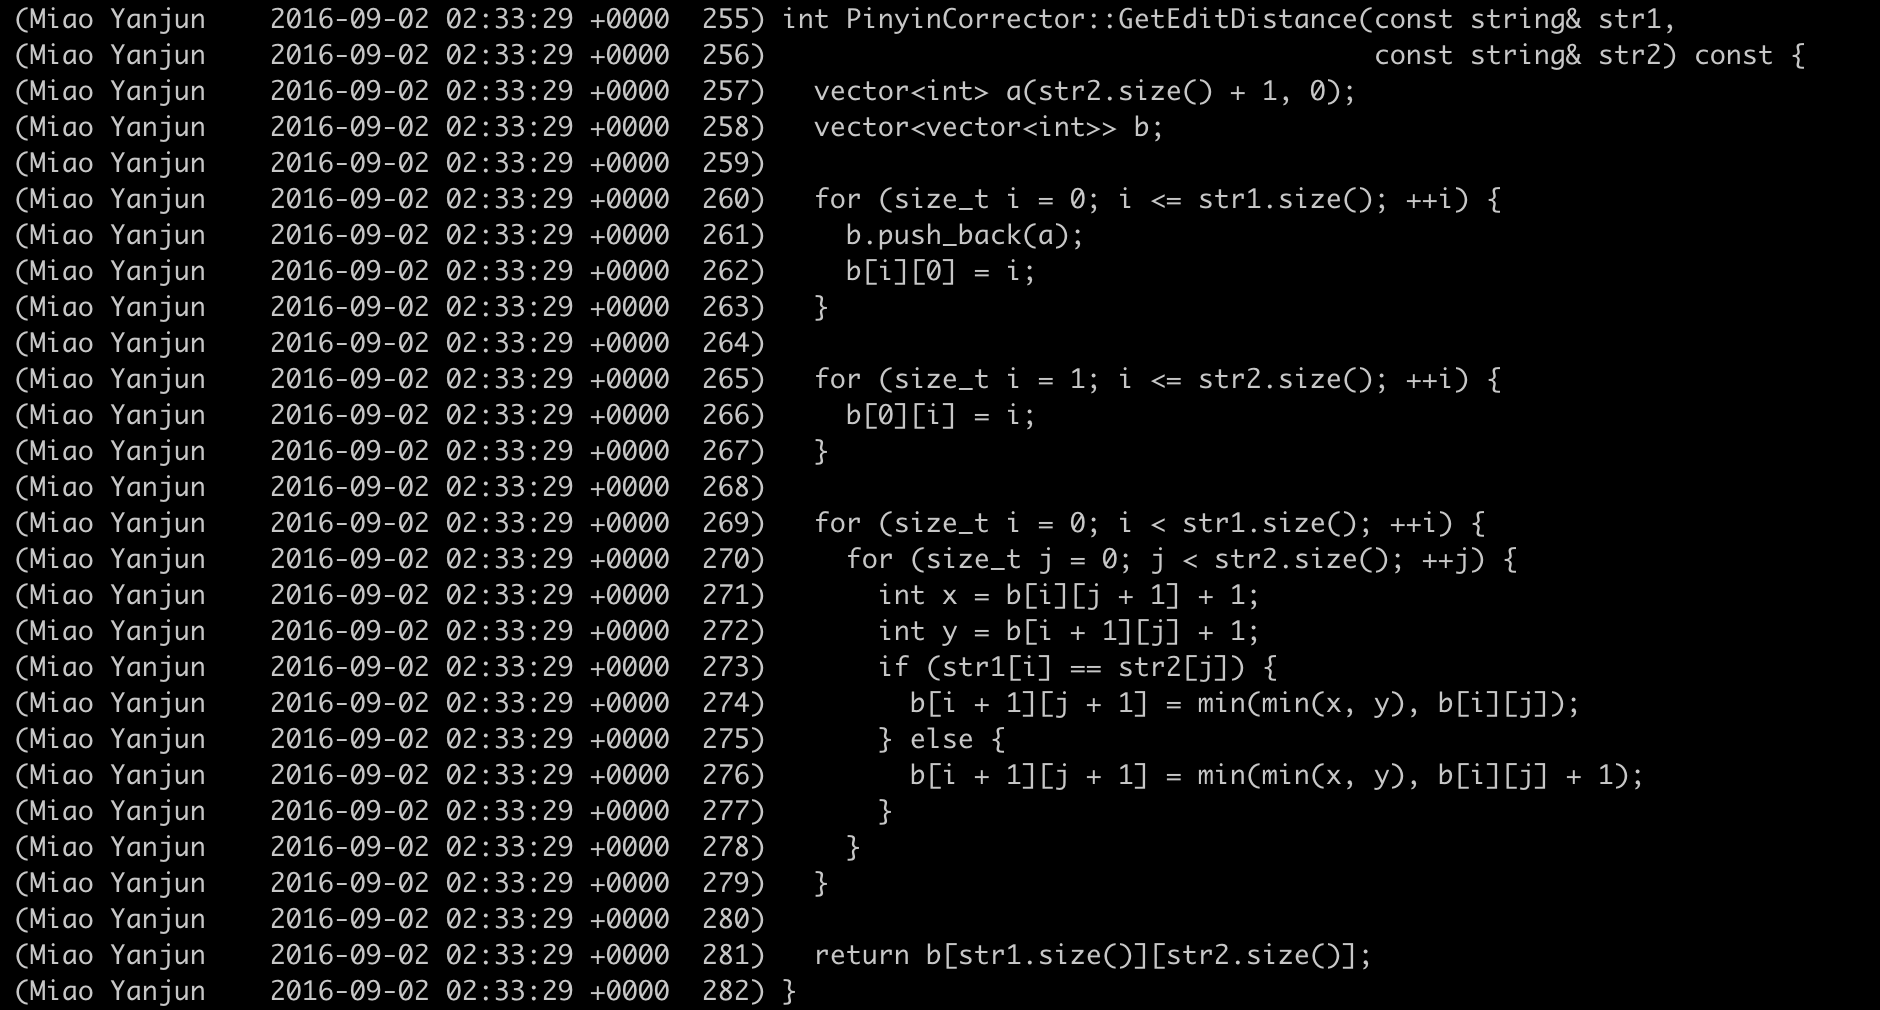 (Miao Yanjun    2016-09-02 02:33:29 +0000  255) int PinyinCorrector::GetEditDistance(const string& str1,
(Miao Yanjun    2016-09-02 02:33:29 +0000  256)                                      const string& str2) const {
(Miao Yanjun    2016-09-02 02:33:29 +0000  257)   vector<int> a(str2.size() + 1, 0);
(Miao Yanjun    2016-09-02 02:33:29 +0000  258)   vector<vector<int>> b;
(Miao Yanjun    2016-09-02 02:33:29 +0000  259)
(Miao Yanjun    2016-09-02 02:33:29 +0000  260)   for (size_t i = 0; i <= str1.size(); ++i) {
(Miao Yanjun    2016-09-02 02:33:29 +0000  261)     b.push_back(a);
(Miao Yanjun    2016-09-02 02:33:29 +0000  262)     b[i][0] = i;
(Miao Yanjun    2016-09-02 02:33:29 +0000  263)   }
(Miao Yanjun    2016-09-02 02:33:29 +0000  264)
(Miao Yanjun    2016-09-02 02:33:29 +0000  265)   for (size_t i = 1; i <= str2.size(); ++i) {
(Miao Yanjun    2016-09-02 02:33:29 +0000  266)     b[0][i] = i;
(Miao Yanjun    2016-09-02 02:33:29 +0000  267)   }
(Miao Yanjun    2016-09-02 02:33:29 +0000  268)
(Miao Yanjun    2016-09-02 02:33:29 +0000  269)   for (size_t i = 0; i < str1.size(); ++i) {
(Miao Yanjun    2016-09-02 02:33:29 +0000  270)     for (size_t j = 0; j < str2.size(); ++j) {
(Miao Yanjun    2016-09-02 02:33:29 +0000  271)       int x = b[i][j + 1] + 1;
(Miao Yanjun    2016-09-02 02:33:29 +0000  272)       int y = b[i + 1][j] + 1;
(Miao Yanjun    2016-09-02 02:33:29 +0000  273)       if (str1[i] == str2[j]) {
(Miao Yanjun    2016-09-02 02:33:29 +0000  274)         b[i + 1][j + 1] = min(min(x, y), b[i][j]);
(Miao Yanjun    2016-09-02 02:33:29 +0000  275)       } else {
(Miao Yanjun    2016-09-02 02:33:29 +0000  276)         b[i + 1][j + 1] = min(min(x, y), b[i][j] + 1);
(Miao Yanjun    2016-09-02 02:33:29 +0000  277)       }
(Miao Yanjun    2016-09-02 02:33:29 +0000  278)     }
(Miao Yanjun    2016-09-02 02:33:29 +0000  279)   }
(Miao Yanjun    2016-09-02 02:33:29 +0000  280)
(Miao Yanjun    2016-09-02 02:33:29 +0000  281)   return b[str1.size()][str2.size()];
(Miao Yanjun    2016-09-02 02:33:29 +0000  282) }